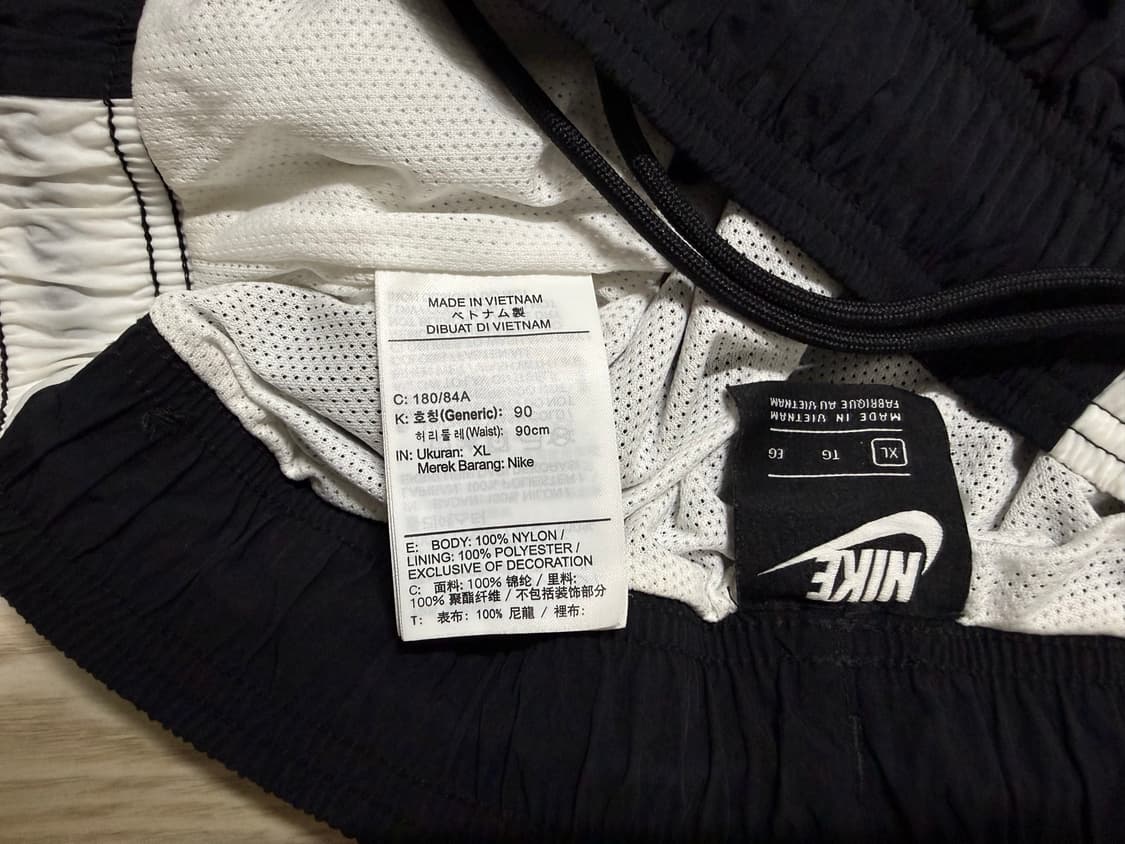 MADE IN VIETNAM
ベトナム製
DIBUAT DI VIETNAM
C: 180/84A
K: 호칭(Generic): 90
허리둘레(Waist): 90cm
IN: Ukuran: XL
Merek Barang: Nike
E: BODY: 100% NYLON /
LINING: 100% POLYESTER /
EXCLUSIVE OF DECORATION
C: 面料: 100% 锦纶 / 里料:
100% 聚酯纤维 / 不包括装饰部分
T: 表布: 100% 尼龍 / 裡布:
NIKE
XL TG EG
MADE IN VIETNAM
FABRIQUE AU VIETNAM